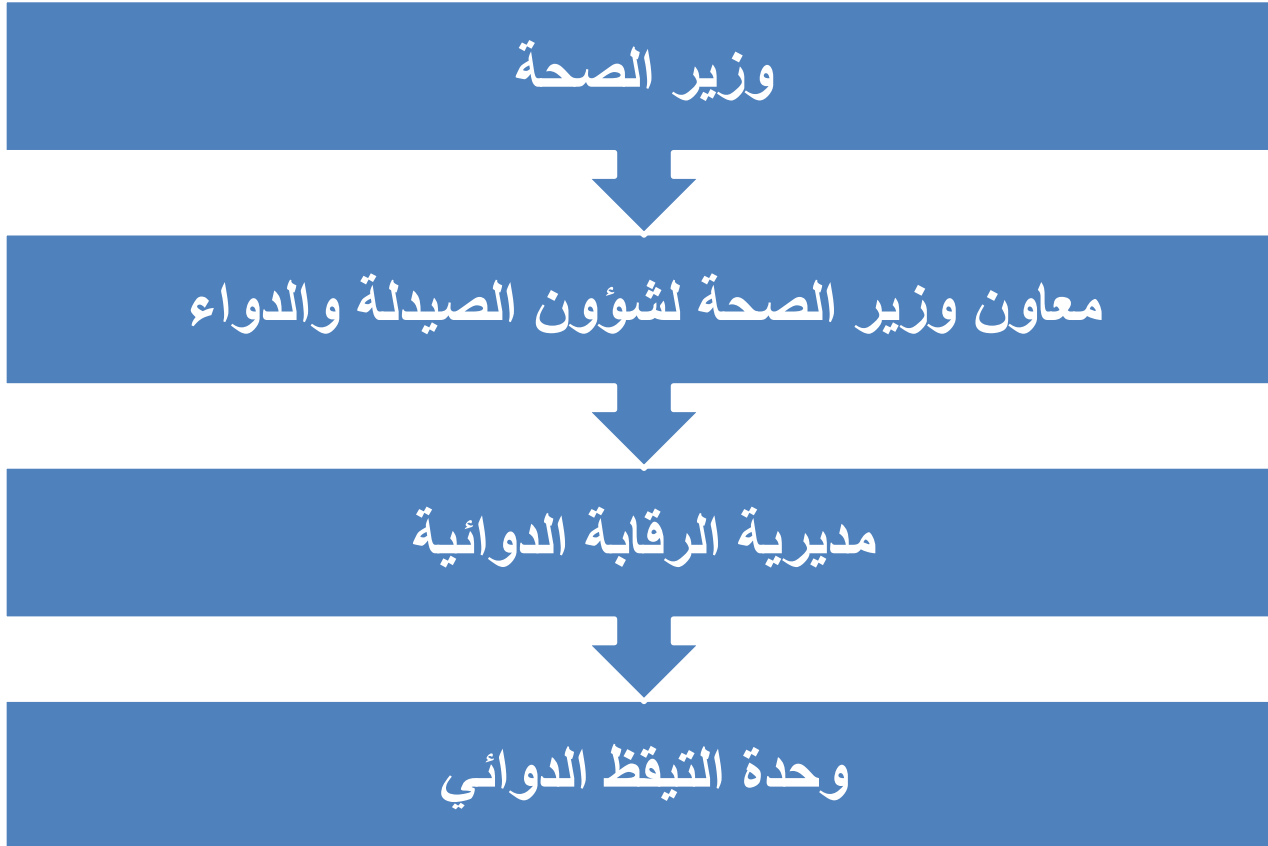 وزير الصحة
معاون وزير الصحة لشؤون الصيدلة والدواء
مديرية الرقابة الدوائية
وحدة التيقظ الدوائي